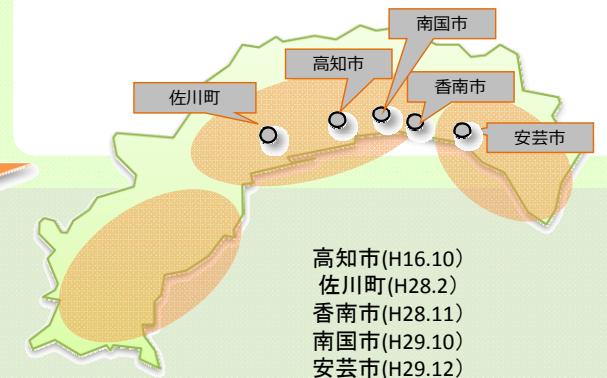 南国市
高知市
香南市
佐川町
安芸市
高知市(H16.10）
佐川町(H28.2）
香南市(H28.11）
南国市(H29.10）
安芸市(H29.12）